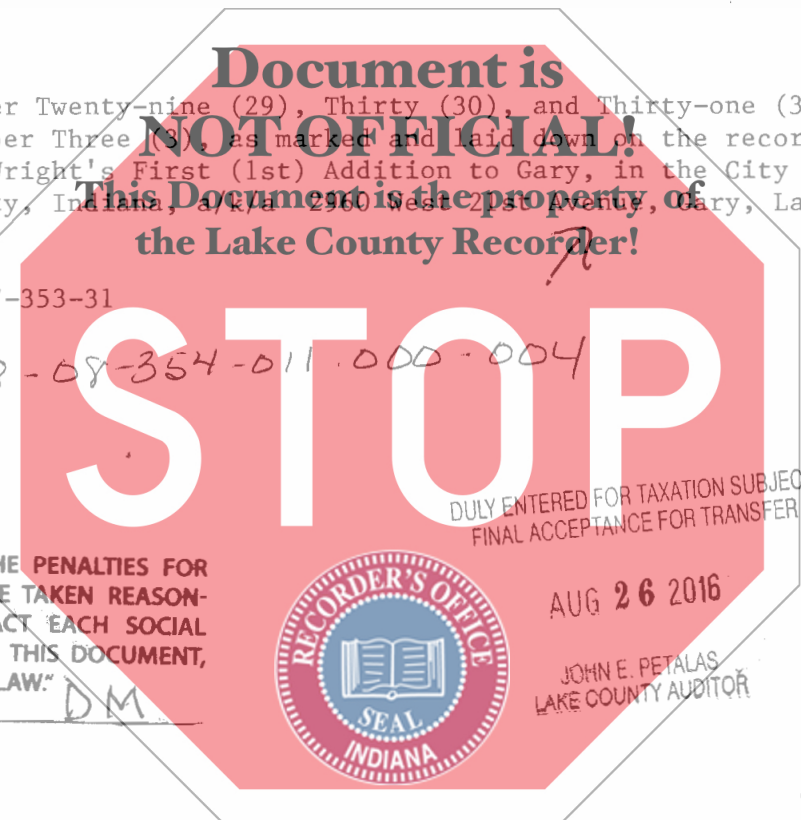 Document is
er Twenty-nine (29), Thirty (30), and Thirty-one (3
NOT OFFICIAL!
er Three (3), as marked and laid down on the recor
right's First (1st) Addition to Gary, in the City
This Document is the property of
y, Indiana, a/k/a 2960 West 21st Avenue, Gary, La
the Lake County Recorder!
-353-31
-08-354-011.000-004
STOP
DULY ENTERED FOR TAXATION SUBJEC
FINAL ACCEPTANCE FOR TRANSFER
HE PENALTIES FOR
E TAKEN REASON-
ACT EACH SOCIAL
THIS DOCUMENT,
LAW."
DM
RECORDER'S OFFICE
SEAL
INDIANA
AUG 26 2016
JOHN E. PETALAS
LAKE COUNTY AUDITOR